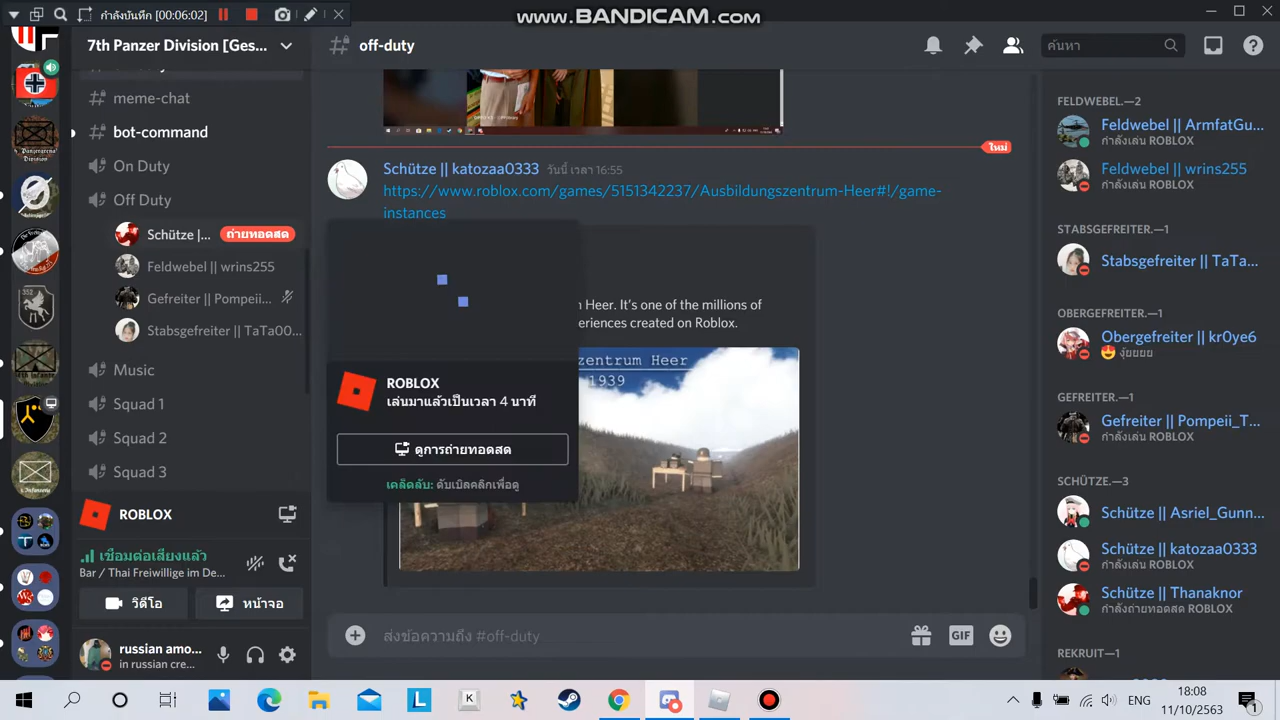 กำลังบันทึก [00:06:02]
www.BANDICAM.com
7th Panzer Division [Ges...
off-duty
ค้นหา
meme-chat
bot-command
On Duty
Off Duty
Schütze ||...
ถ่ายทอดสด
Feldwebel || wrins255
Gefreiter || Pompeii...
Stabsgefreiter || TaTa00...
Music
Squad 1
Squad 2
Squad 3
ROBLOX
เชื่อมต่อเสียงแล้ว
Bar / Thai Freiwillige im De...
วิดีโอ
หน้าจอ
russian amo...
in russian cre...
ใหม่
Schütze || katozaa0333 วันนี้ เวลา 16:55
https://www.roblox.com/games/5151342237/Ausbildungszentrum-Heer#!/game-
instances
n Heer. It's one of the millions of
eriences created on Roblox.
zentrum Heer
1939
ROBLOX
เล่นมาแล้วเป็นเวลา 4 นาที
ดูการถ่ายทอดสด
เคล็ดลับ: ดับเบิลคลิกเพื่อดู
ส่งข้อความถึง #off-duty
GIF
FELDWEBEL.—2
Feldwebel || ArmfatGu...
กำลังเล่น ROBLOX
Feldwebel || wrins255
กำลังเล่น ROBLOX
STABSGEFREITER.—1
Stabsgefreiter || TaTa...
OBERGEFREITER.—1
Obergefreiter || kr0ye6
งุ้ยยยย
GEFREITER.—1
Gefreiter || Pompeii_T...
กำลังเล่น ROBLOX
SCHÜTZE.—3
Schütze || Asriel_Gunn...
Schütze || katozaa0333
กำลังเล่น ROBLOX
Schütze || Thanaknor
กำลังถ่ายทอดสด ROBLOX
REKRUIT—1
ENG
18:08
11/10/2563